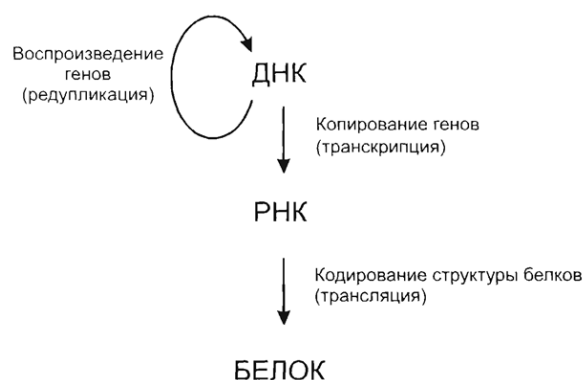 Воспроизведение
генов
(редупликация)
ДНК
Копирование генов
(транскрипция)
РНК
Кодирование структуры белков
(трансляция)
БЕЛОК